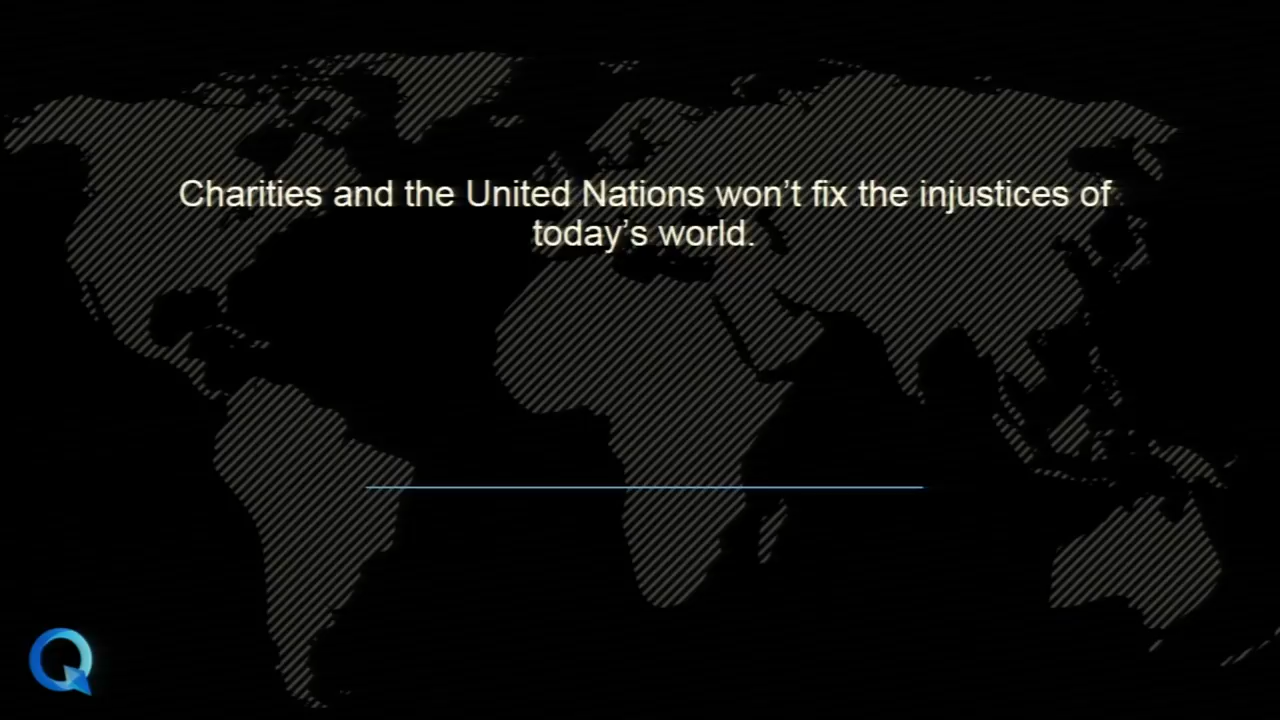 Charities and the United Nations won’t fix the injustices of
today’s world.